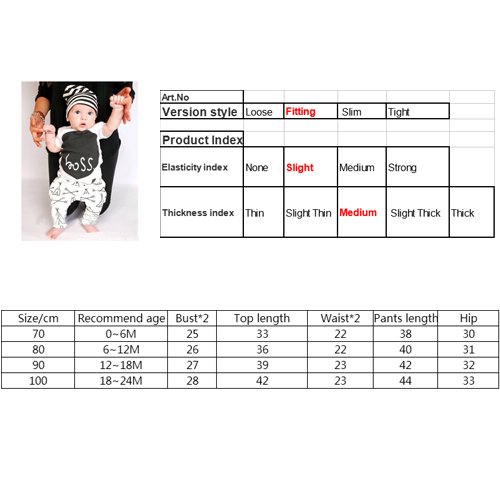 boss
Art.No
Version style Loose Fitting Slim Tight
Product Index
Elasticity index None Slight Medium Strong
Thickness index Thin Slight Thin Medium Slight Thick Thick
Size/cm Recommend age Bust*2 Top length Waist*2 Pants length Hip
70 0~6M 25 33 22 38 30
80 6~12M 26 36 22 40 31
90 12~18M 27 39 23 42 32
100 18~24M 28 42 23 44 33